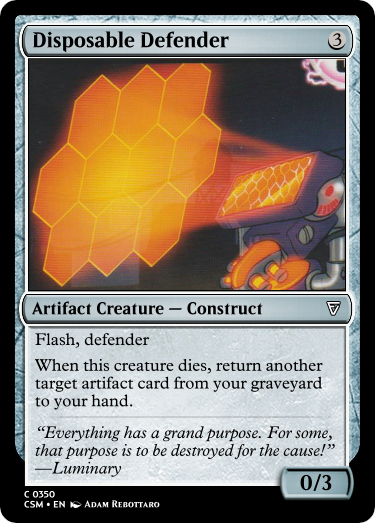 Disposable Defender 3
Artifact Creature — Construct
Flash, defender
When this creature dies, return another
target artifact card from your graveyard
to your hand.
“Everything has a grand purpose. For some,
that purpose is to be destroyed for the cause!”
—Luminary
0/3
C 0350
CSM • EN Adam Rebottaro